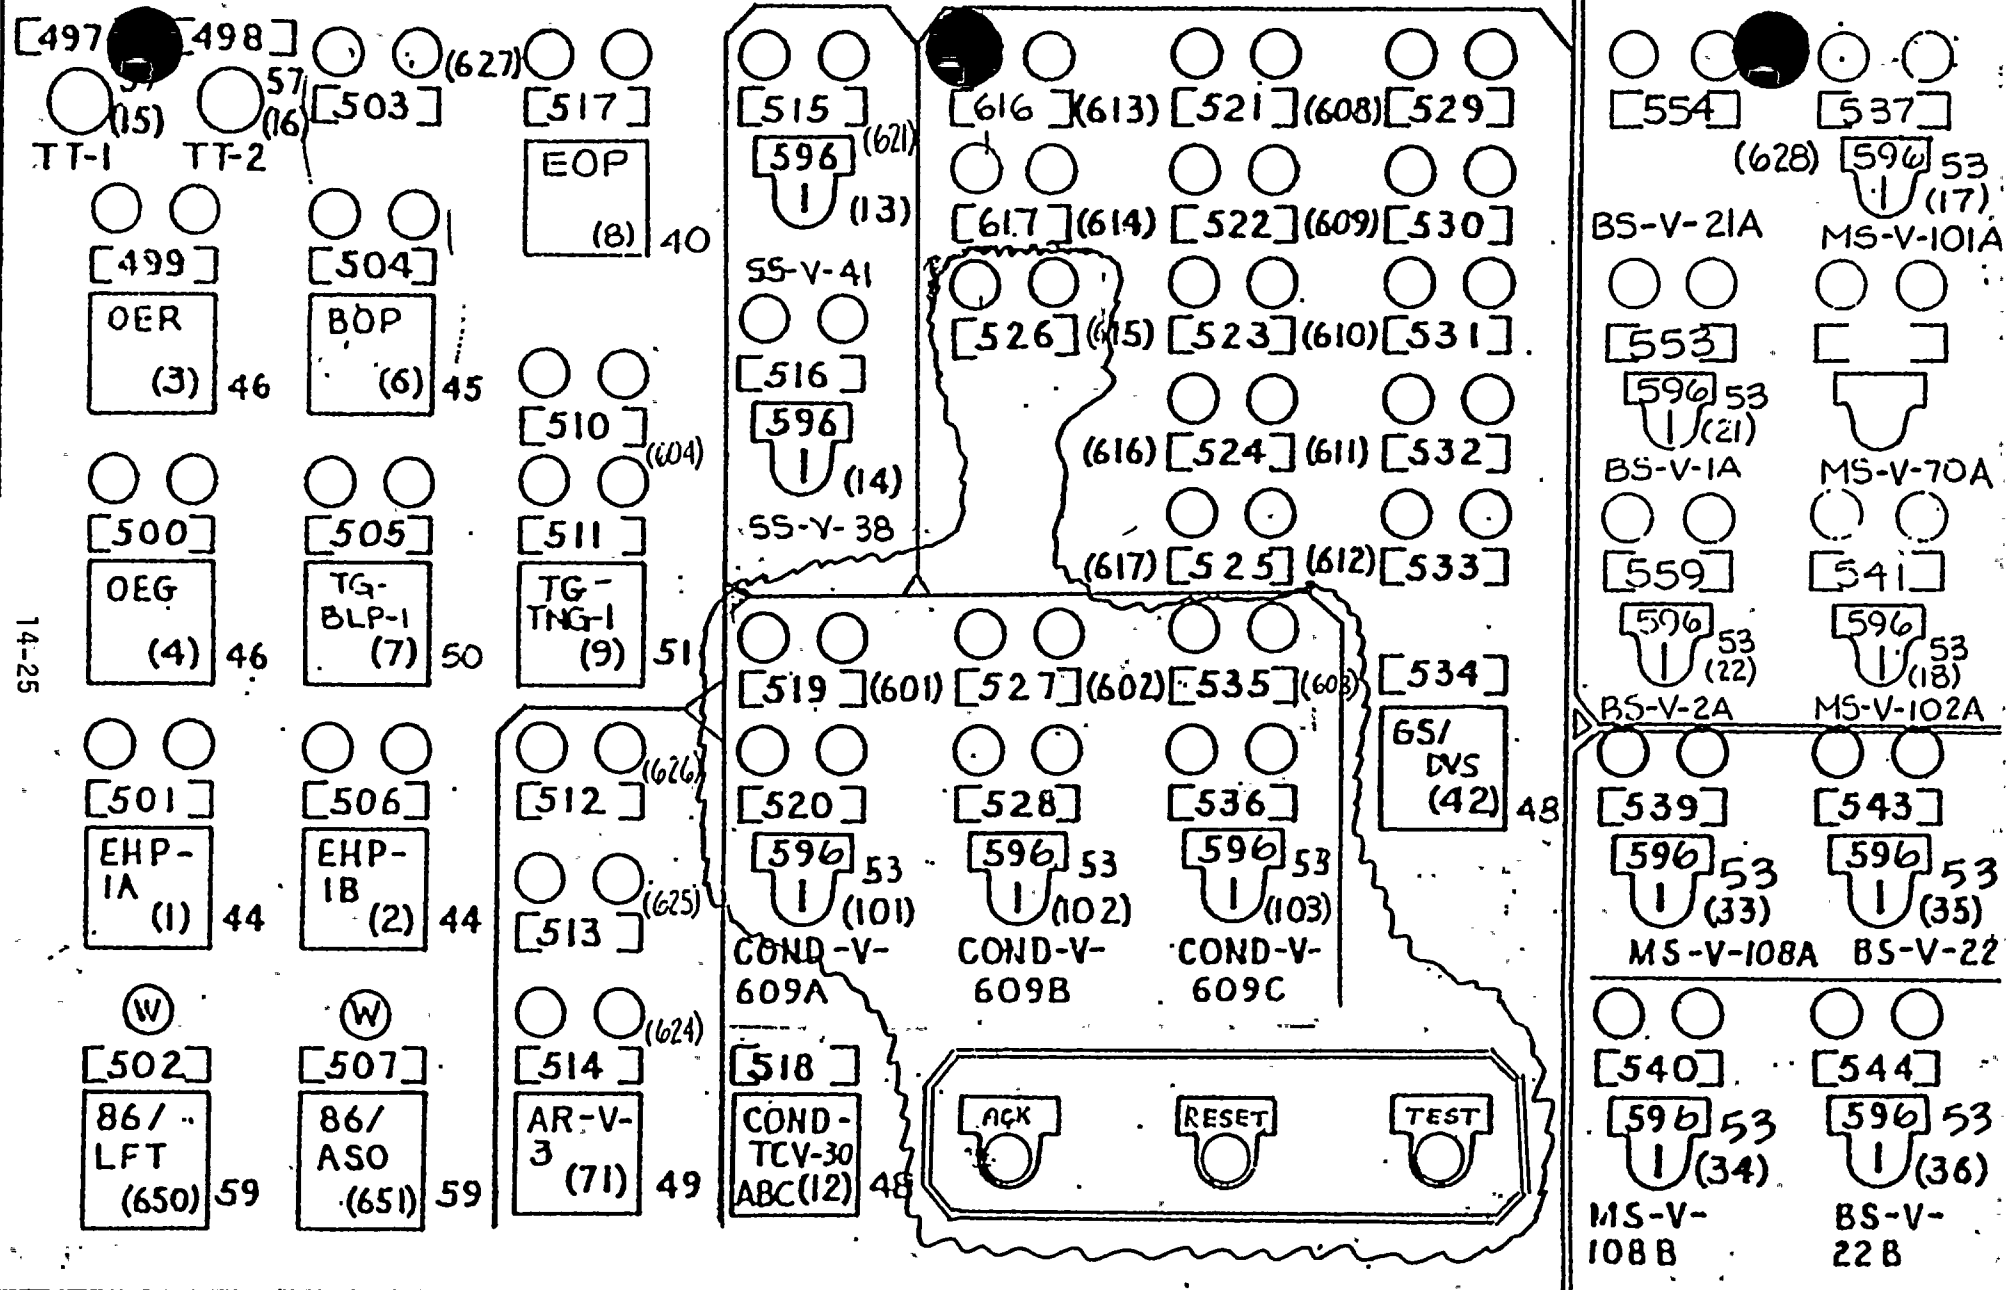 [497
498]
57
(15)
57
(16)
TT-1
TT-2
[499]
OER
(3)
46
[500]
OEG
(4)
46
[501]
EHP-
1A
(1)
44
W
[502]
86/
LFT
(650)
59
(627)
[503]
[504]
BOP
(6)
45
[505]
TG-
BLP-1
(7)
50
[506]
EHP-
1B
(2)
44
W
[507]
86/
ASO
(651)
59
[517]
EOP
(8)
40
[510]
(604)
[511]
TG-
TNG-1
(9)
51
[512]
(626)
[513]
(625)
[514]
(624)
AR-V-
3
(71)
49
[515]
(621)
596
(13)
SS-V-41
[516]
596
(14)
SS-V-38
[616] (613) [521] (608) [529]
[617] (614) [522] (609) [530]
[526] (615) [523] (610) [531]
(616) [524] (611) [532]
(617) [525] (612) [533]
[519] (601) [527] (602) [535] (603)
[520] [528] [536]
596 53
(101)
COND-V-
609A
596 53
(102)
COND-V-
609B
596 53
(103)
COND-V-
609C
[534]
GS/
DVS
(42)
43
[518]
COND-
TCV-30
ABC(12)
48
ACK
RESET
TEST
[554]
BS-V-21A
[537]
(628)
596 53
(17)
MS-V-101A
[553]
596 53
(21)
BS-V-1A
[ ]
MS-V-70A
[559]
596 53
(22)
BS-V-2A
[541]
596 53
(18)
MS-V-102A
[539]
596 53
(33)
MS-V-108A
[543]
596 53
(35)
BS-V-22
[540]
596 53
(34)
MS-V-
108B
[544]
596 53
(36)
BS-V-
22B
14-25